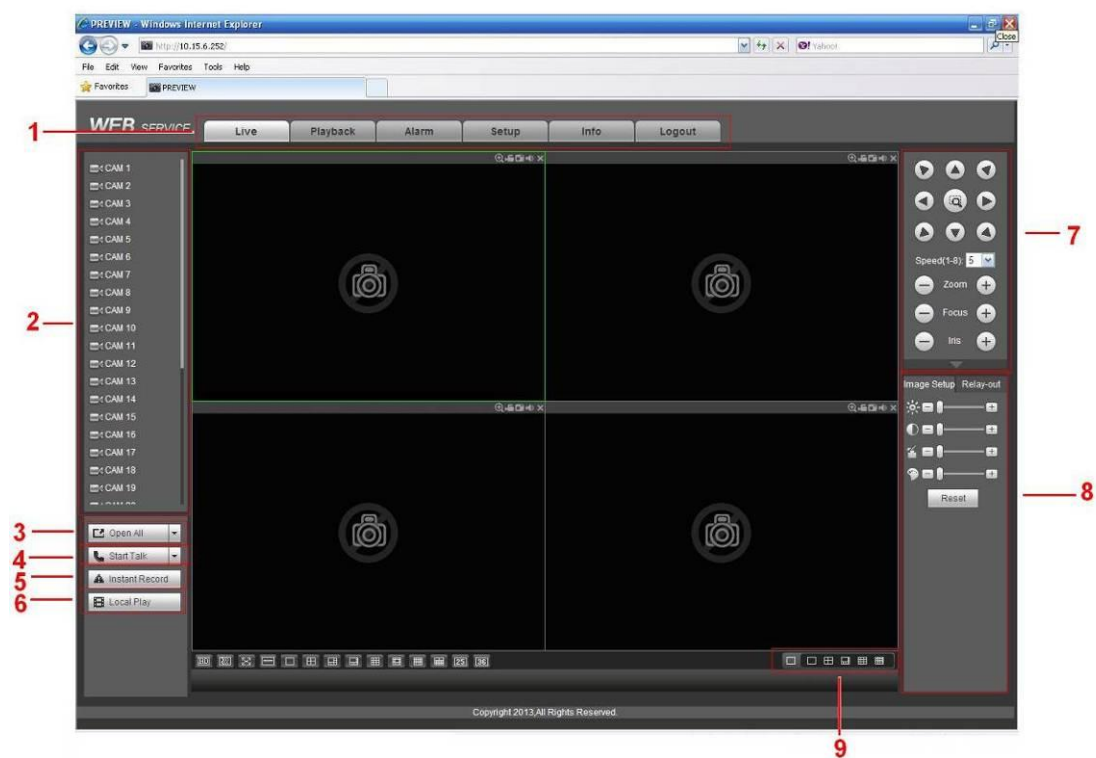 PREVIEW - Windows Internet Explorer
http://10.15.6.252/
Yahoo!
Close
File Edit View Favorites Tools Help
Favorites PREVIEW
WEB SERVICE
Live Playback Alarm Setup Info Logout
1
CAM 1
CAM 2
CAM 3
CAM 4
CAM 5
CAM 6
CAM 7
CAM 8
CAM 9
CAM 10
CAM 11
CAM 12
CAM 13
CAM 14
CAM 15
CAM 16
CAM 17
CAM 18
CAM 19
2
3
Open All
4
Start Talk
5
Instant Record
6
Local Play
Speed(1-8): 5
Zoom
Focus
Iris
7
Image Setup Relay-out
Reset
8
25 36
9
Copyright 2013,All Rights Reserved.